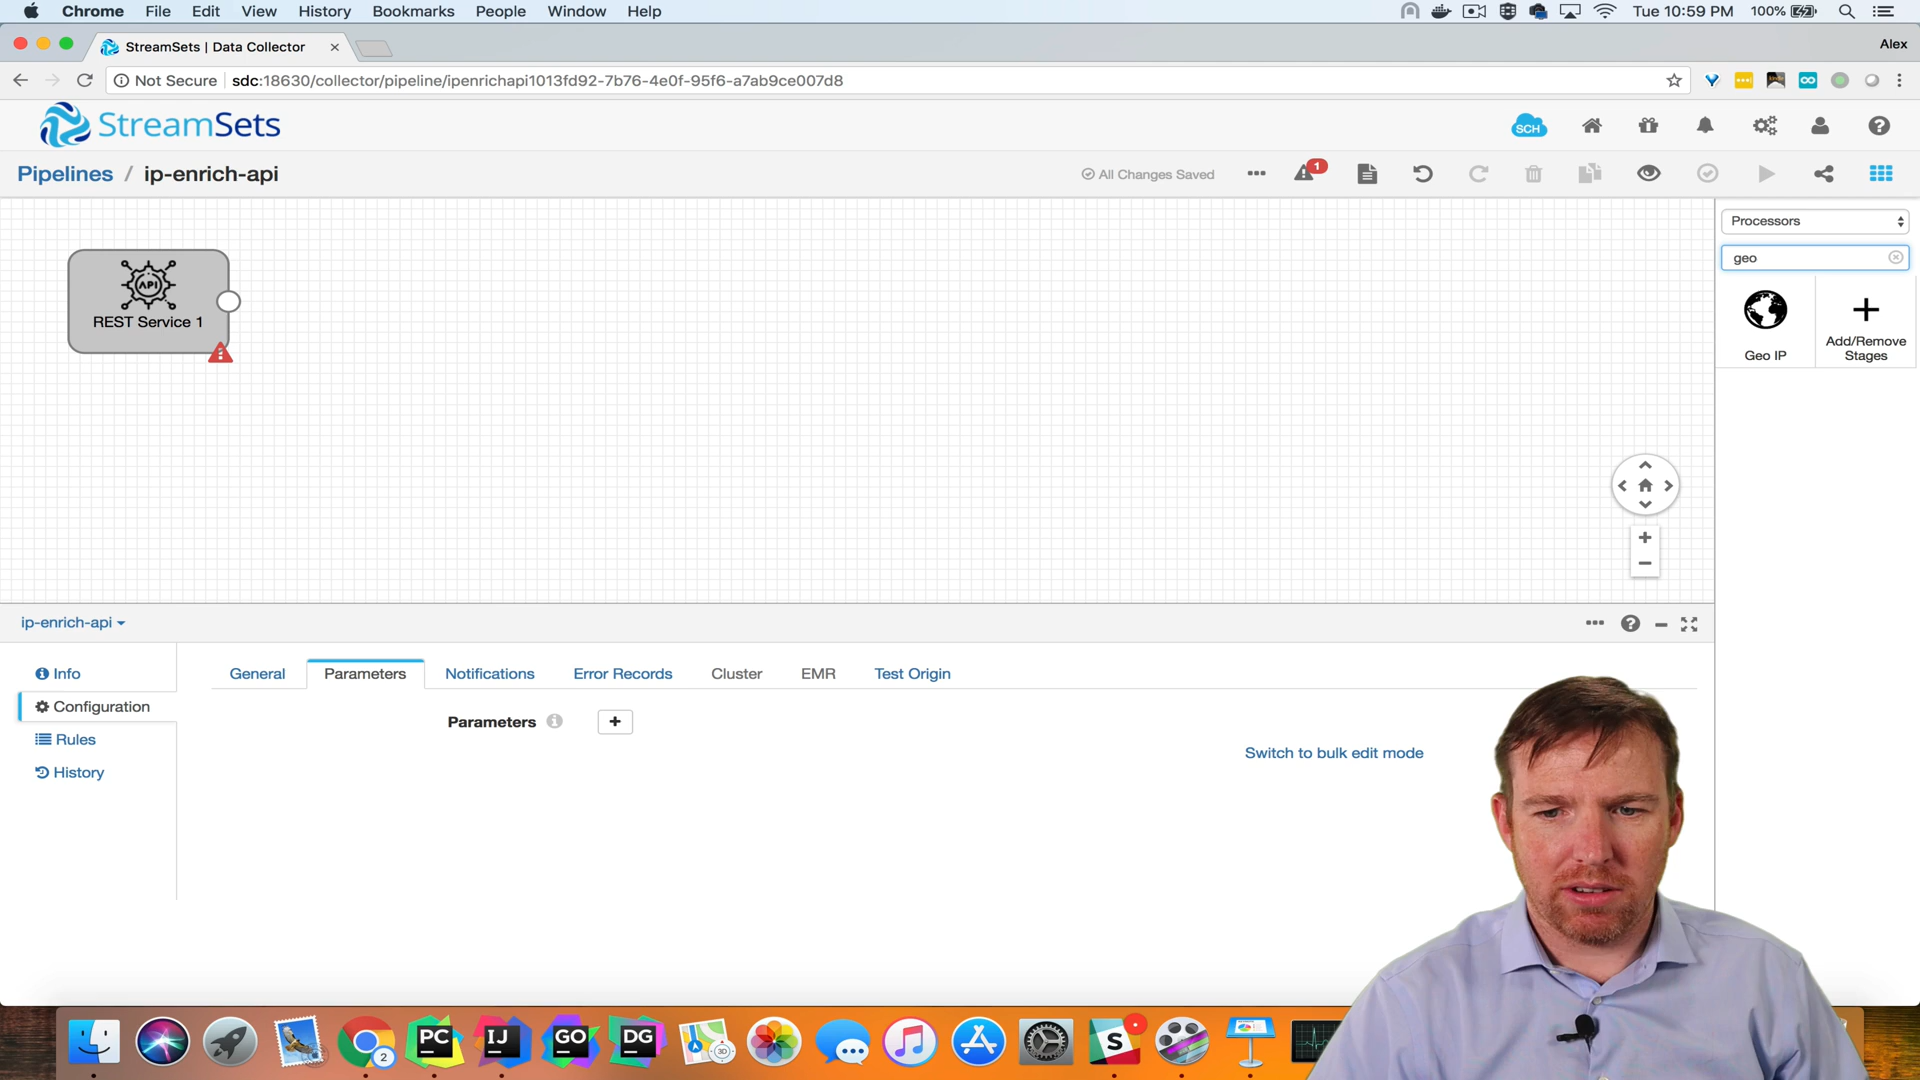 Chrome File Edit View History Bookmarks People Window Help
Tue 10:59 PM 100%
StreamSets | Data Collector
Alex
Not Secure sdc:18630/collector/pipeline/ipenrichapi1013fd92-7b76-4e0f-95f6-a7ab9ce007d8
StreamSets
SCH
Pipelines / ip-enrich-api
All Changes Saved
1
Processors
geo
API
REST Service 1
Geo IP
Add/Remove
Stages
ip-enrich-api
Info
General Parameters Notifications Error Records Cluster EMR Test Origin
Configuration
Parameters
Rules
Switch to bulk edit mode
History
PC IJ GO DG 3D S
2